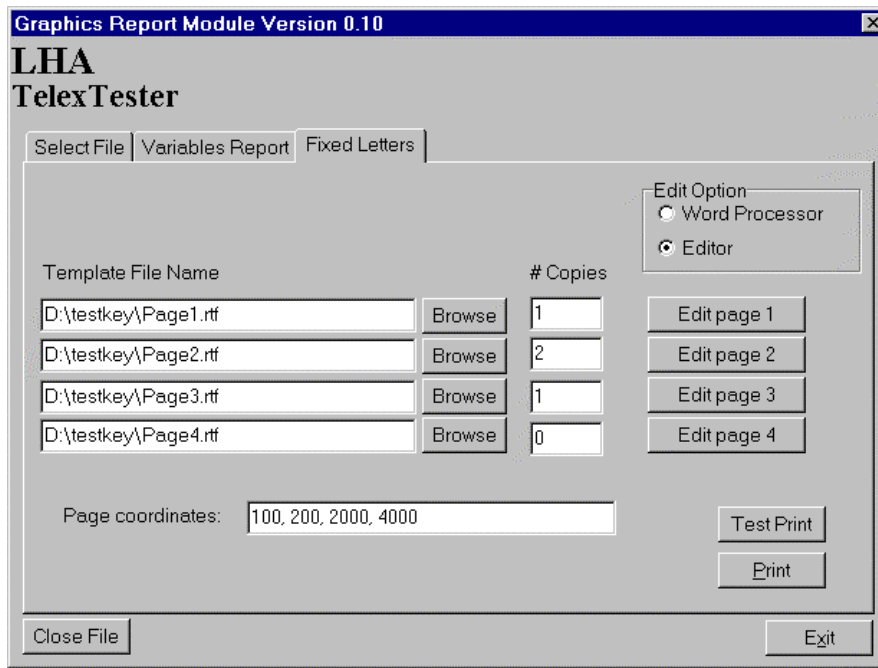 Graphics Report Module Version 0.10
LHA
TelexTester
Select File Variables Report Fixed Letters
Edit Option
Word Processor
Editor
Template File Name # Copies
D:\testkey\Page1.rtf Browse 1 Edit page 1
D:\testkey\Page2.rtf Browse 2 Edit page 2
D:\testkey\Page3.rtf Browse 1 Edit page 3
D:\testkey\Page4.rtf Browse 0 Edit page 4
Page coordinates: 100, 200, 2000, 4000
Test Print
Print
Close File Exit